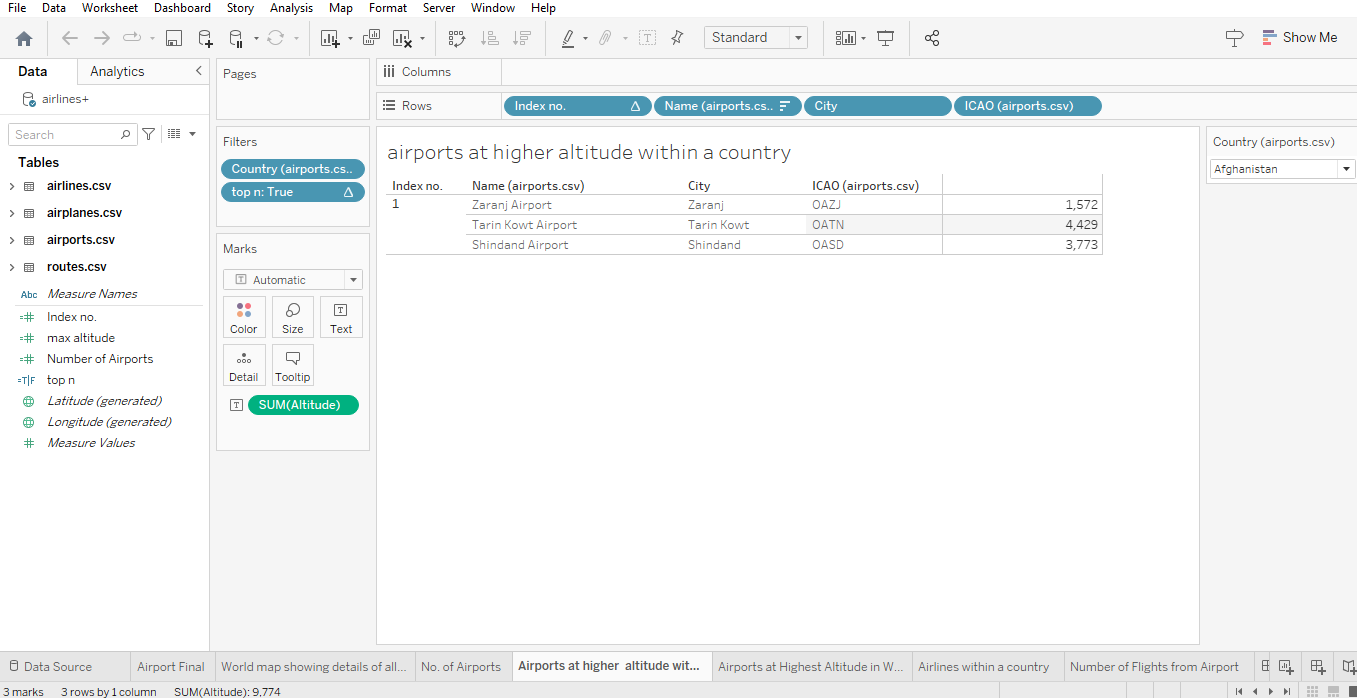 File Data Worksheet Dashboard Story Analysis Map Format Server Window Help
Standard
Show Me
Data Analytics
airlines+
Search
Tables
airlines.csv
airplanes.csv
airports.csv
routes.csv
Abc Measure Names
Index no.
max altitude
Number of Airports
T|F top n
Latitude (generated)
Longitude (generated)
Measure Values
Pages
Filters
Country (airports.cs..
top n: True
Marks
Automatic
Color Size Text
Detail Tooltip
SUM(Altitude)
Columns
Rows Index no. Name (airports.cs.. City ICAO (airports.csv)
airports at higher altitude within a country
Index no. Name (airports.csv) City ICAO (airports.csv)
1 Zaranj Airport Zaranj OAZJ 1,572
Tarin Kowt Airport Tarin Kowt OATN 4,429
Shindand Airport Shindand OASD 3,773
Country (airports.csv)
Afghanistan
Data Source Airport Final World map showing details of all... No. of Airports Airports at higher altitude wit... Airports at Highest Altitude in W... Airlines within a country Number of Flights from Airport
3 marks 3 rows by 1 column SUM(Altitude): 9,774